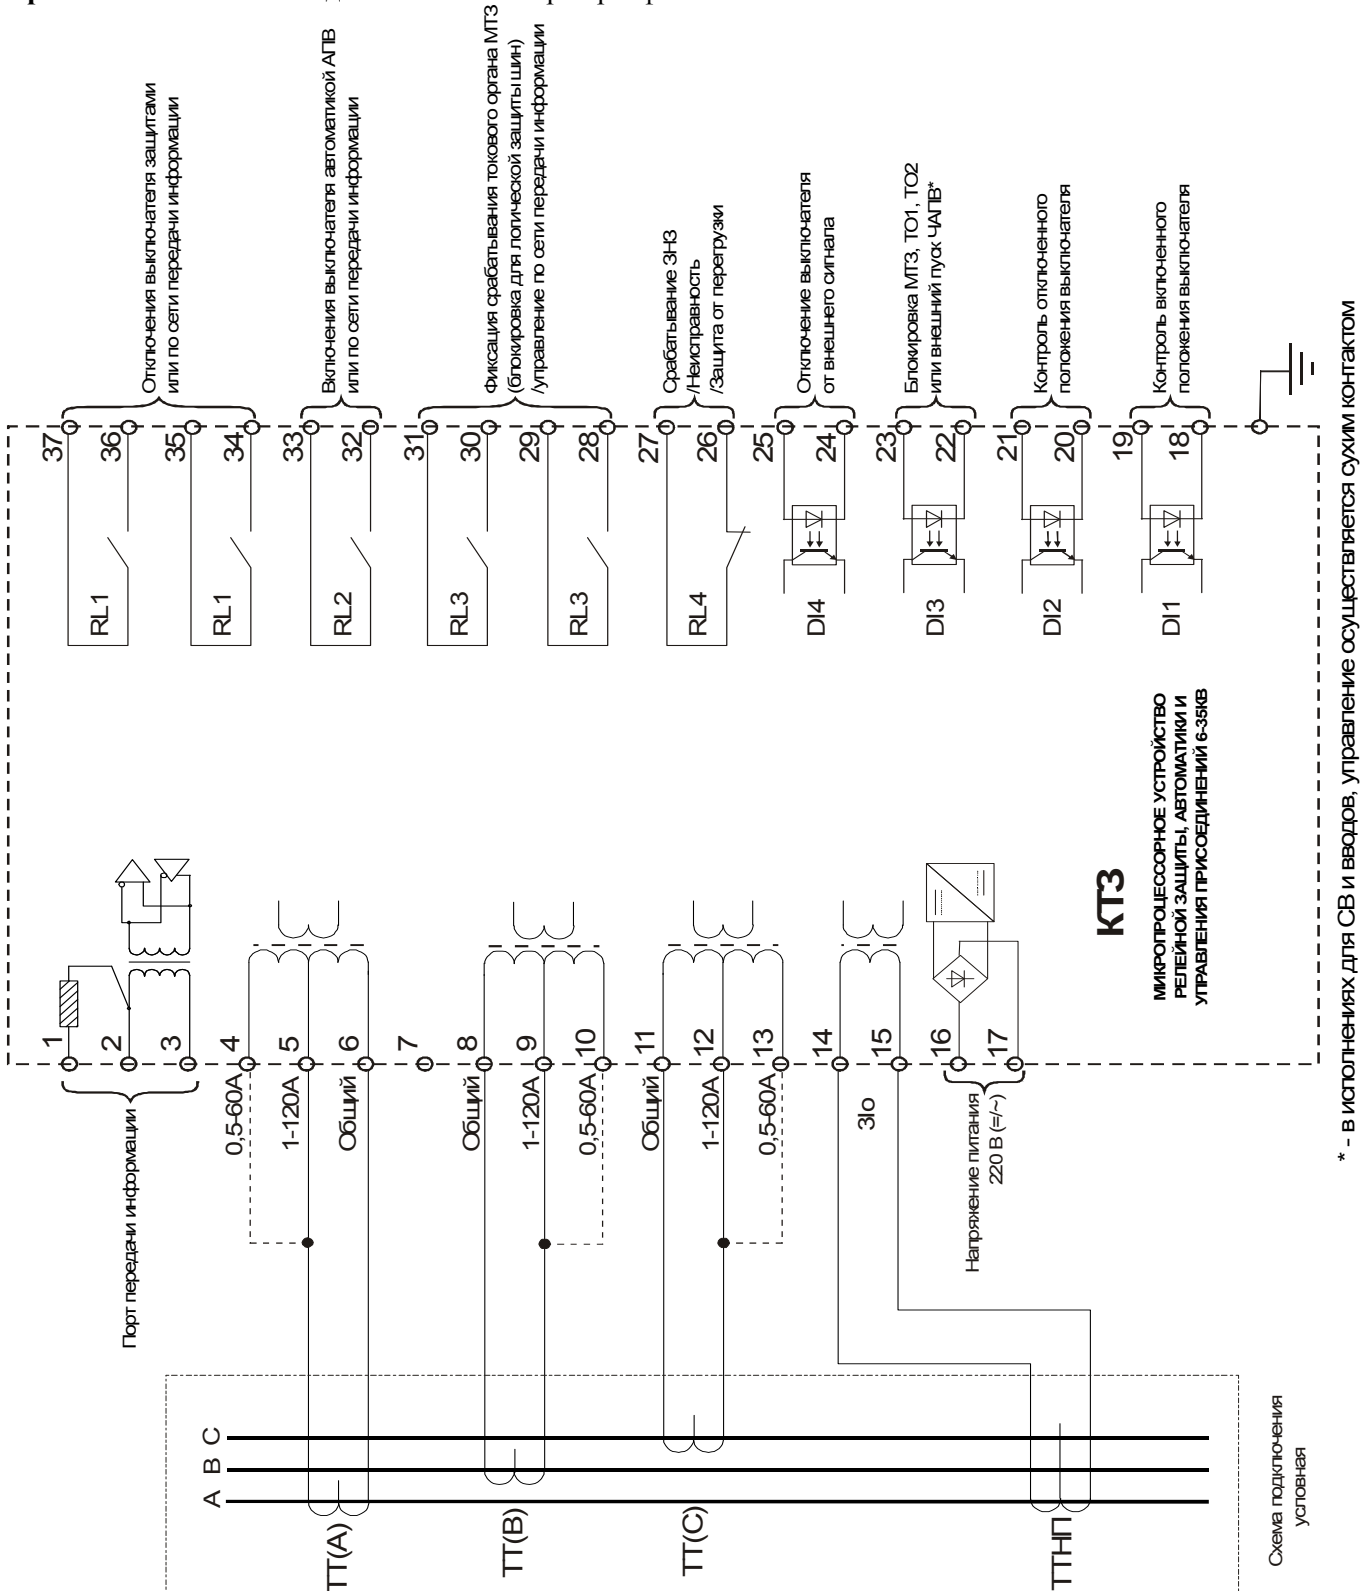 Отключения выключателя защитами
или по сети передачи информации
Включения выключателя автоматикой АПВ
или по сети передачи информации
Фиксация срабатывания токового органа МТЗ
(блокировка для логической защиты шин)
/управление по сети передачи информации
Срабатывание ЗНЗ
/Неисправность
/Защита от перегрузки
Отключение выключателя
от внешнего сигнала
Блокировка МТЗ, ТО1, ТО2
или внешний пуск ЧАПВ*
Контроль отключенного
положения выключателя
Контроль включенного
положения выключателя
37
36
35
34
33
32
31
30
29
28
27
26
25
24
23
22
21
20
19
18
RL1
RL1
RL2
RL3
RL3
RL4
DI4
DI3
DI2
DI1
КТЗ
МИКРОПРОЦЕССОРНОЕ УСТРОЙСТВО
РЕЛЕЙНОЙ ЗАЩИТЫ, АВТОМАТИКИ И
УПРАВЛЕНИЯ ПРИСОЕДИНЕНИЙ 6-35КВ
1
2
3
4
5
6
7
8
9
10
11
12
13
14
15
16
17
Порт передачи информации
0,5-60А
1-120А
Общий
Общий
1-120А
0,5-60А
Общий
1-120А
0,5-60А
3Iо
Напряжение питания
220 В (=/~)
A
B
C
ТТ(А)
ТТ(В)
ТТ(С)
ТТНП
Схема подключения
условная
* - в исполнениях для СВ и вводов, управление осуществляется сухим контактом